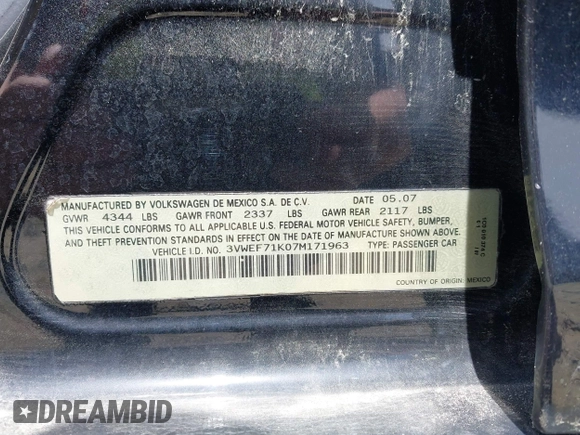 MANUFACTURED BY VOLKSWAGEN DE MEXICO S.A. DE C.V. DATE 05.07
GVWR 4344 LBS GAWR FRONT 2337 LBS GAWR REAR 2117 LBS
THIS VEHICLE CONFORMS TO ALL APPLICABLE U.S. FEDERAL MOTOR VEHICLE SAFETY, BUMPER,
AND THEFT PREVENTION STANDARDS IN EFFECT ON THE DATE OF MANUFACTURE SHOWN ABOVE.
VEHICLE I.D. NO. 3VWEF71K07M171963 TYPE: PASSENGER CAR
COUNTRY OF ORIGIN: MEXICO
DREAMBID